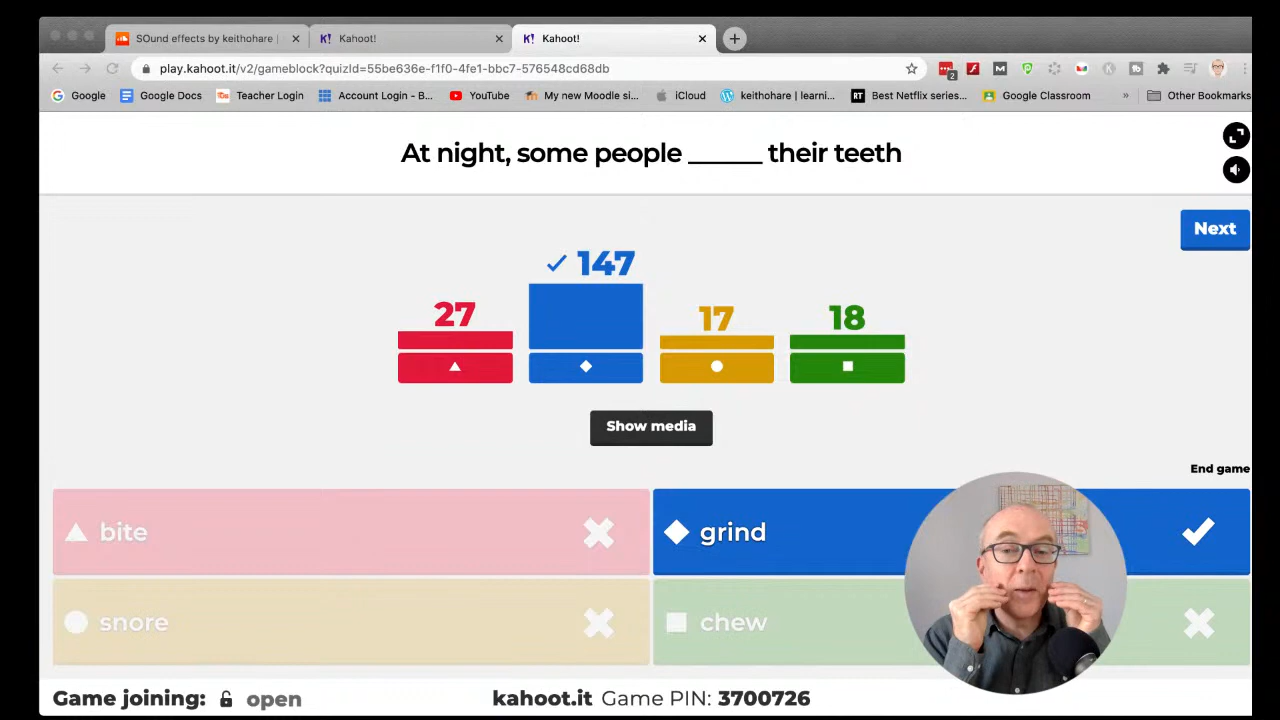 SOund effects by keithohare
Kahoot!
Kahoot!
play.kahoot.it/v2/gameblock?quizId=55be636e-f1f0-4fe1-bbc7-576548cd68db
2
Google
Google Docs
Teacher Login
Account Login - B...
YouTube
My new Moodle si...
iCloud
keithohare | learni...
RT
Best Netflix series...
Google Classroom
»
Other Bookmarks
At night, some people ______ their teeth
Next
147
27
17
18
Show media
End game
bite
grind
snore
chew
Game joining: open
kahoot.it Game PIN: 3700726